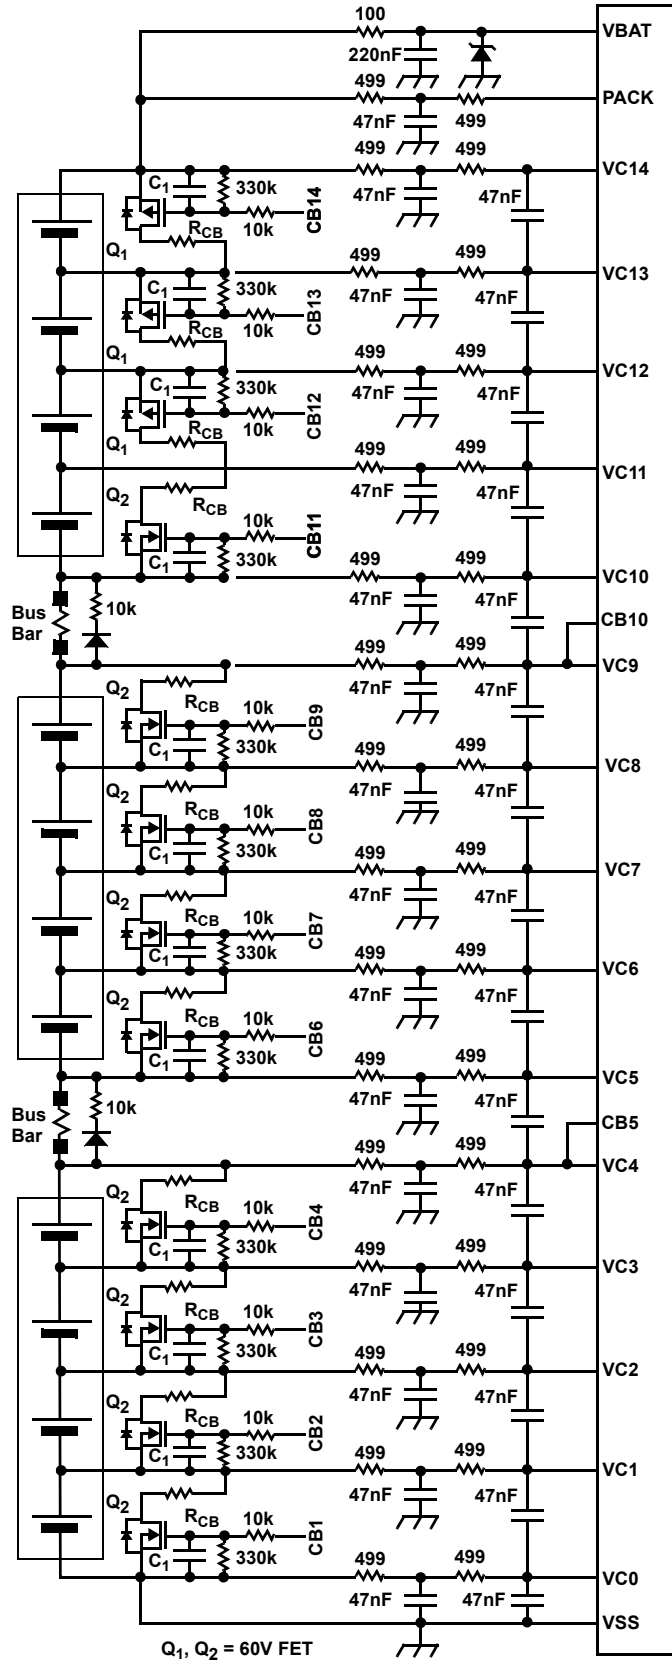 100
VBAT
220nF
499
PACK
47nF
499
499
499
VC14
C1
330k
CB14
47nF
47nF
RCB
10k
Q1
499
499
VC13
C1
330k
CB13
47nF
47nF
RCB
10k
Q1
499
499
VC12
C1
330k
CB12
47nF
47nF
Q1
RCB
10k
499
499
VC11
Q2
RCB
10k
CB11
47nF
47nF
C1
330k
499
499
VC10
Bus
Bar
10k
47nF
47nF
CB10
499
499
VC9
Q2
RCB
10k
CB9
47nF
47nF
C1
330k
499
499
VC8
Q2
RCB
10k
CB8
47nF
47nF
C1
330k
499
499
VC7
Q2
RCB
10k
CB7
47nF
47nF
C1
330k
499
499
VC6
Q2
RCB
10k
CB6
47nF
47nF
C1
330k
499
499
VC5
Bus
Bar
10k
47nF
47nF
CB5
499
499
VC4
Q2
RCB
10k
CB4
47nF
47nF
C1
330k
499
499
VC3
Q2
RCB
10k
CB3
47nF
47nF
C1
330k
499
499
VC2
Q2
RCB
10k
CB2
47nF
47nF
C1
330k
499
499
VC1
Q2
RCB
10k
CB1
47nF
47nF
C1
330k
499
499
VC0
47nF
47nF
VSS
Q1, Q2 = 60V FET